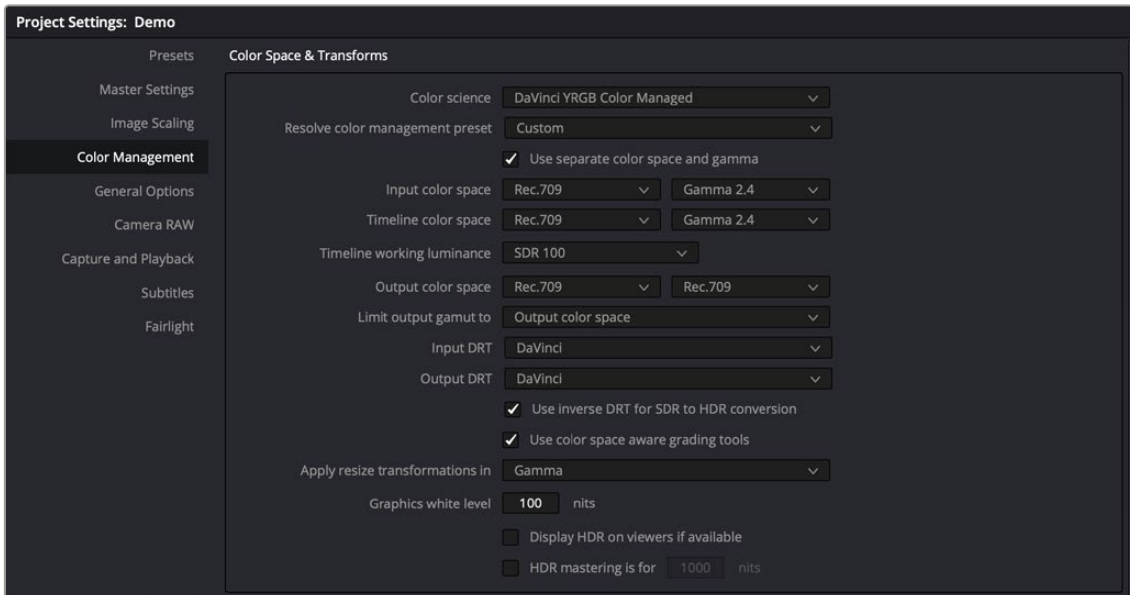 Project Settings: Demo
Presets
Master Settings
Image Scaling
Color Management
General Options
Camera RAW
Capture and Playback
Subtitles
Fairlight
Color Space & Transforms
Color science DaVinci YRGB Color Managed
Resolve color management preset Custom
Use separate color space and gamma
Input color space Rec.709 Gamma 2.4
Timeline color space Rec.709 Gamma 2.4
Timeline working luminance SDR 100
Output color space Rec.709 Rec.709
Limit output gamut to Output color space
Input DRT DaVinci
Output DRT DaVinci
Use inverse DRT for SDR to HDR conversion
Use color space aware grading tools
Apply resize transformations in Gamma
Graphics white level 100 nits
Display HDR on viewers if available
HDR mastering is for 1000 nits